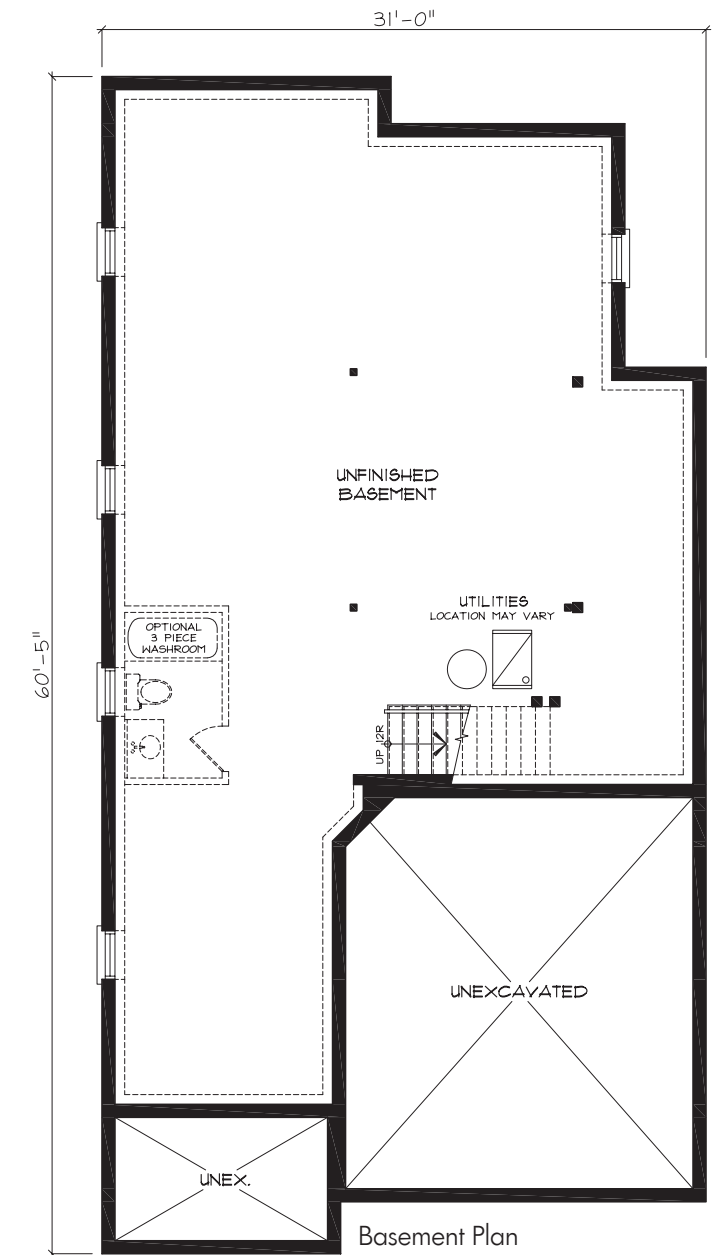 31'-0"
60'-5"
UNFINISHED
BASEMENT
UTILITIES
LOCATION MAY VARY
OPTIONAL
3 PIECE
WASHROOM
UP 12R
UNEXCAVATED
UNEX.
Basement Plan